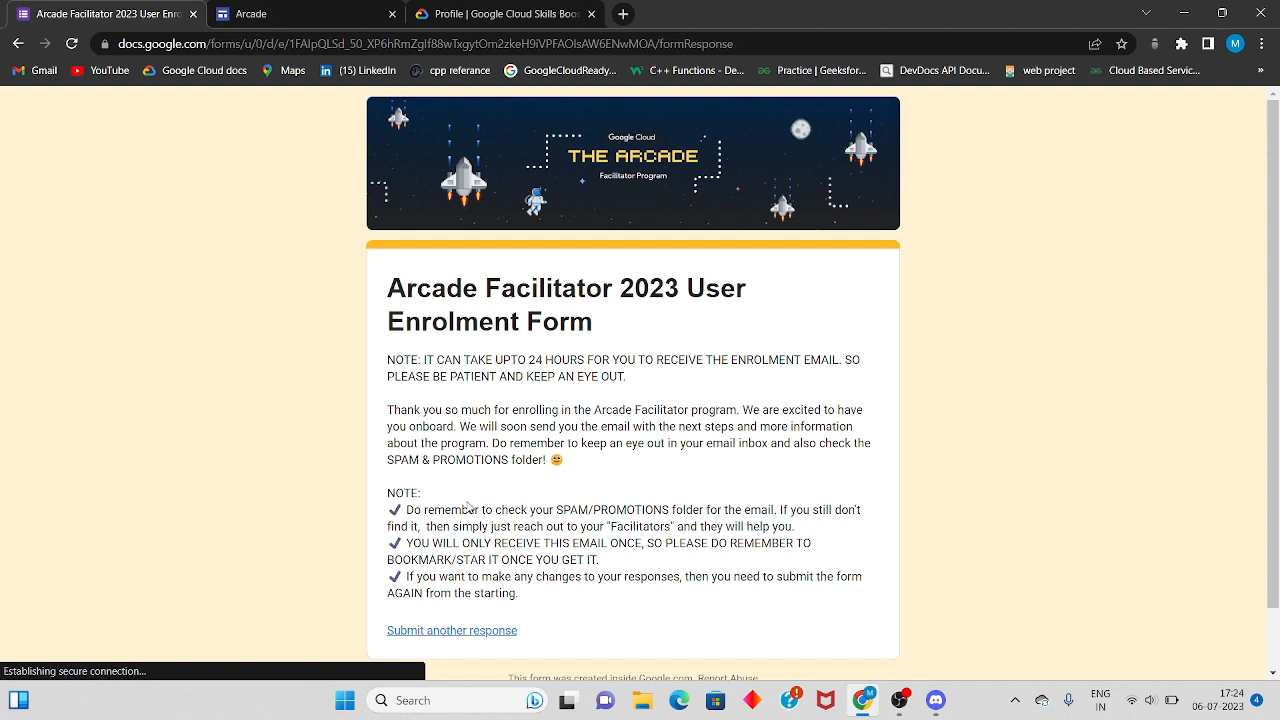 Arcade Facilitator 2023 User Enro
Arcade
Profile | Google Cloud Skills Boos
docs.google.com/forms/u/0/d/e/1FAIpQLSd_50_XP6hRmZgIf88wTxgytOm2zkeH9iVPFAOIsAW6ENwMOA/formResponse
M
Gmail YouTube Google Cloud docs Maps (15) LinkedIn cpp reference GoogleCloudReady... C++ Functions - De... Practice | Geeksfor... DevDocs API Docu... web project Cloud Based Servic... »
Google Cloud
THE ARCADE
Facilitator Program
Arcade Facilitator 2023 User
Enrolment Form
NOTE: IT CAN TAKE UPTO 24 HOURS FOR YOU TO RECEIVE THE ENROLMENT EMAIL. SO
PLEASE BE PATIENT AND KEEP AN EYE OUT.
Thank you so much for enrolling in the Arcade Facilitator program. We are excited to have
you onboard. We will soon send you the email with the next steps and more information
about the program. Do remember to keep an eye out in your email inbox and also check the
SPAM & PROMOTIONS folder! 🙂
NOTE:
✔ Do remember to check your SPAM/PROMOTIONS folder for the email. If you still don't
find it, then simply just reach out to your "Facilitators" and they will help you.
✔ YOU WILL ONLY RECEIVE THIS EMAIL ONCE, SO PLEASE DO REMEMBER TO
BOOKMARK/STAR IT ONCE YOU GET IT.
✔ If you want to make any changes to your responses, then you need to submit the form
AGAIN from the starting.
Submit another response
Establishing secure connection...
This form was created inside Google.com. Report Abuse
Search
ENG
IN
17:24
06-07-2023
4